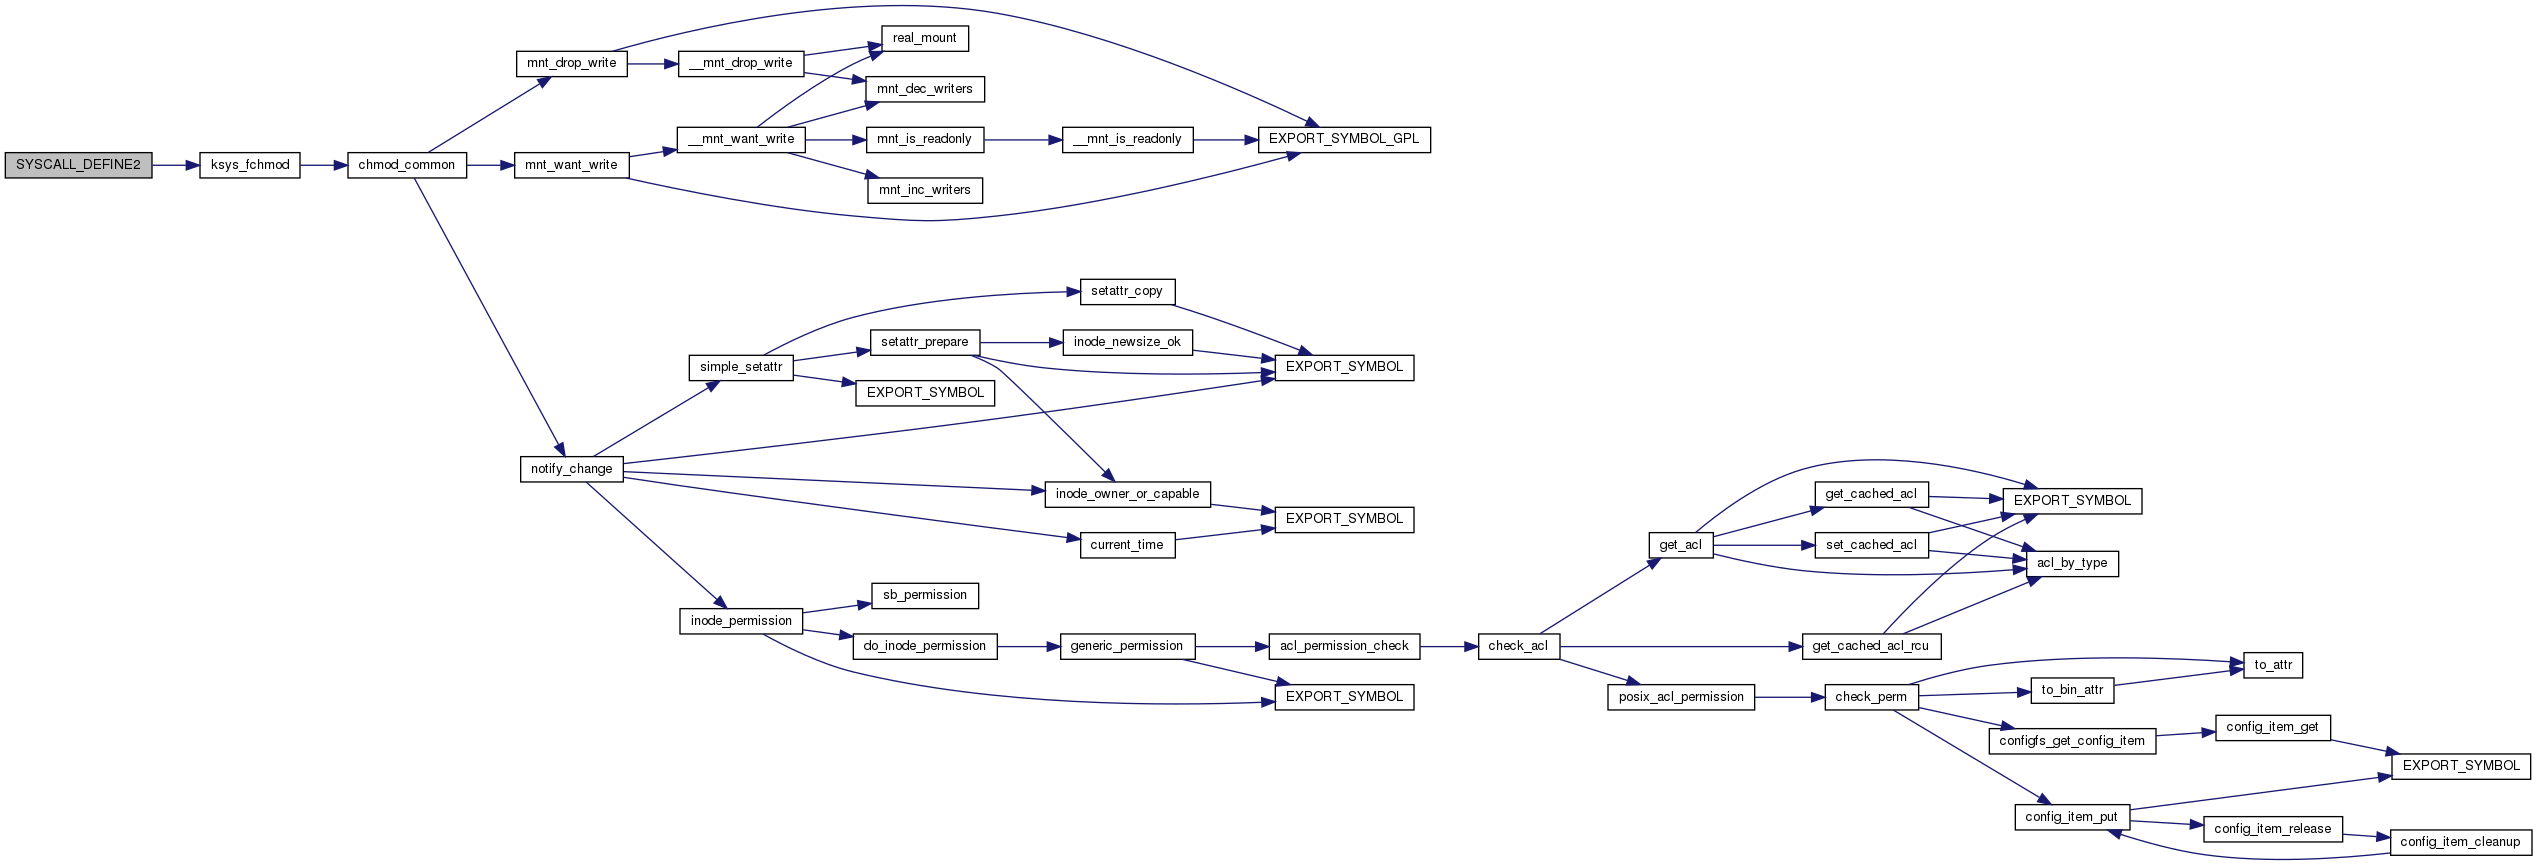 real_mount
mnt_drop_write
__mnt_drop_write
mnt_dec_writers
__mnt_want_write
mnt_is_readonly
__mnt_is_readonly
EXPORT_SYMBOL_GPL
SYSCALL_DEFINE2
ksys_fchmod
chmod_common
mnt_want_write
mnt_inc_writers
setattr_copy
setattr_prepare
inode_newsize_ok
simple_setattr
EXPORT_SYMBOL
EXPORT_SYMBOL
notify_change
inode_owner_or_capable
get_cached_acl
EXPORT_SYMBOL
EXPORT_SYMBOL
current_time
get_acl
set_cached_acl
acl_by_type
sb_permission
inode_permission
do_inode_permission
generic_permission
acl_permission_check
check_acl
get_cached_acl_rcu
to_attr
EXPORT_SYMBOL
posix_acl_permission
check_perm
to_bin_attr
config_item_get
configfs_get_config_item
EXPORT_SYMBOL
config_item_put
config_item_release
config_item_cleanup